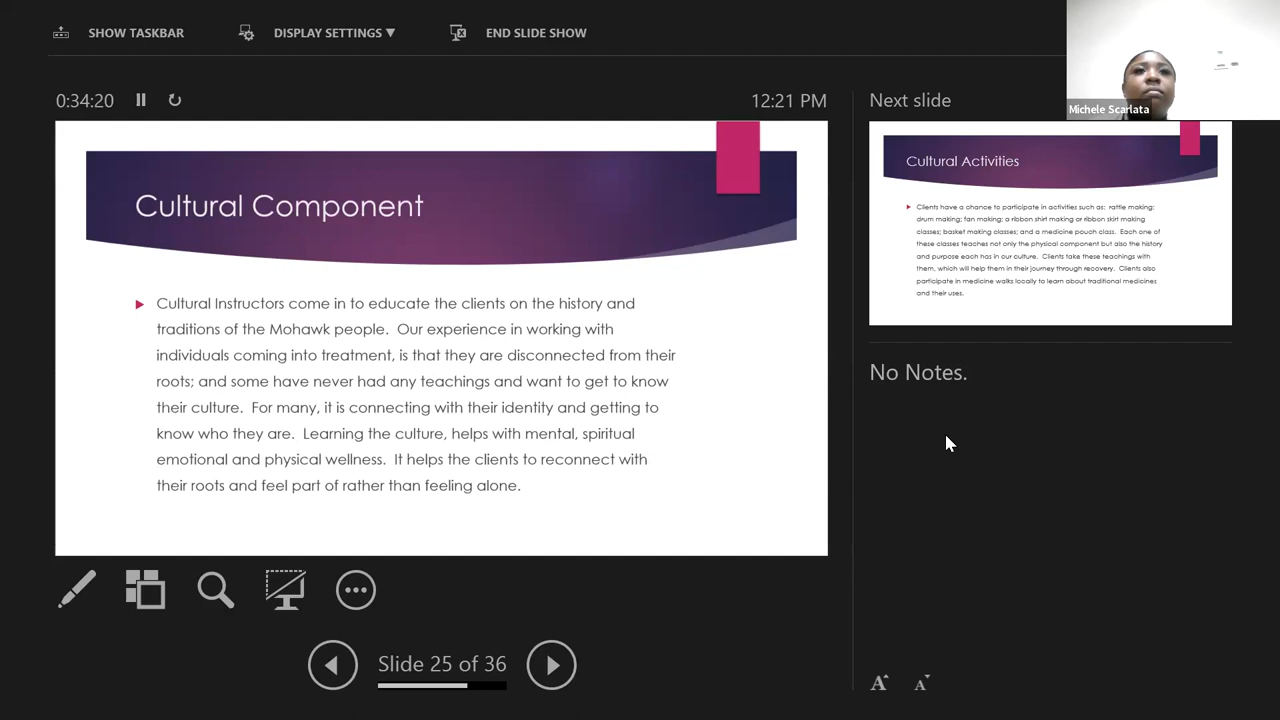 SHOW TASKBAR
DISPLAY SETTINGS ▼
END SLIDE SHOW
Michele Scarlata
0:34:20
12:21 PM
Cultural Component
Cultural Instructors come in to educate the clients on the history and
traditions of the Mohawk people. Our experience in working with
individuals coming into treatment, is that they are disconnected from their
roots; and some have never had any teachings and want to get to know
their culture. For many, it is connecting with their identity and getting to
know who they are. Learning the culture, helps with mental, spiritual
emotional and physical wellness. It helps the clients to reconnect with
their roots and feel part of rather than feeling alone.
Slide 25 of 36
Next slide
Cultural Activities
Clients have a chance to participate in activities such as: rattle making;
drum making; fan making; a ribbon shirt making or ribbon skirt making
classes; basket making classes; and a medicine pouch class. Each one of
these classes teaches not only the physical component but also the history
and purpose each has in our culture. Clients take these teachings with
them, which will help them in their journey through recovery. Clients also
participate in medicine walks locally to learn about traditional medicines
and their uses.
No Notes.
A A